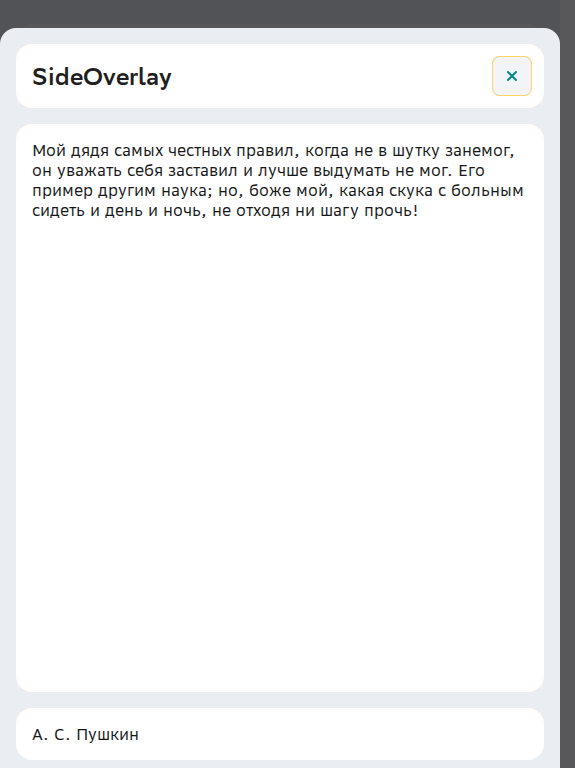 SideOverlay
Мой дядя самых честных правил, когда не в шутку занемог,
он уважать себя заставил и лучше выдумать не мог. Его
пример другим наука; но, боже мой, какая скука с больным
сидеть и день и ночь, не отходя ни шагу прочь!
А. С. Пушкин